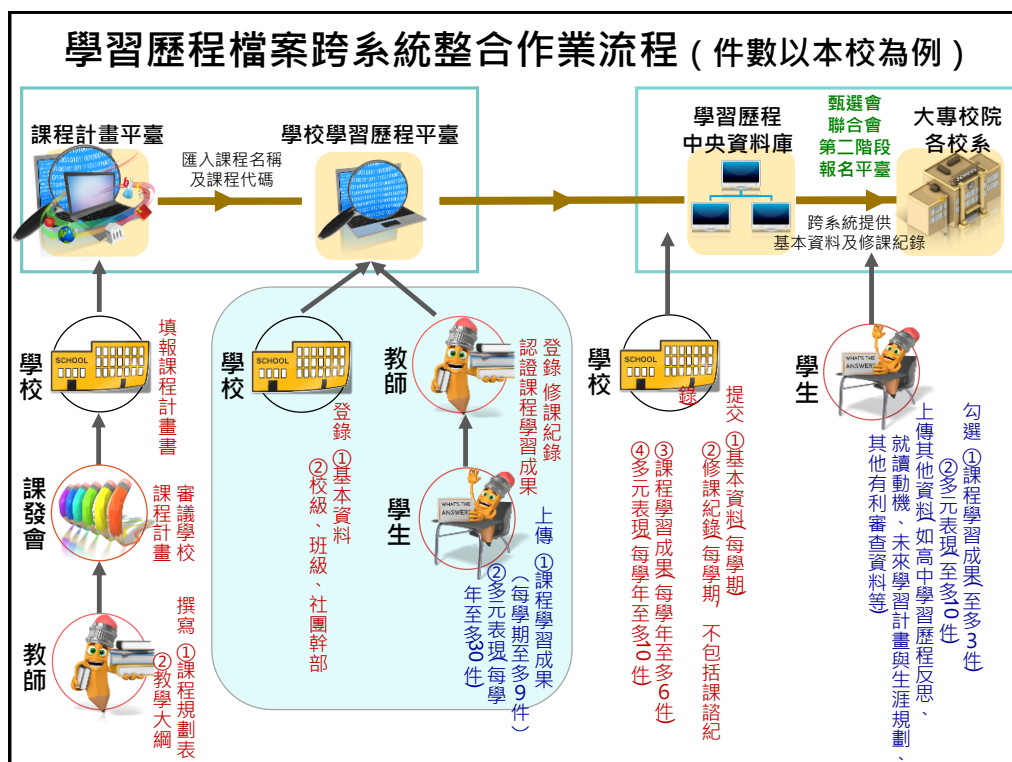 學習歷程檔案跨系統整合作業流程(件數以本校為例)
課程計畫平臺
匯入課程名稱
及課程代碼
學校學習歷程平臺
學習歷程
中央資料庫
甄選會
聯合會
第二階段
報名平臺
大專校院
各校系
跨系統提供
基本資料及修課紀錄
SCHOOL
學校
SCHOOL
填報課程計畫書
課發會
審議學校
課程計畫
教師
撰寫 ①課程規劃表
②教學大綱
學校
SCHOOL
登錄 ①基本資料
②校級、班級、社團幹部
教師
登錄 修課紀錄
認證課程學習成果
學生
WHAT'S THE
ANSWER?
上傳 ①課程學習成果
(每學期至多9件)
②多元表現(每學
年至多30件)
學校
SCHOOL
提交 ①基本資料(每學期)
②修課紀錄(每學期, 不包括課諮紀
錄
③課程學習成果(每學年至多6件)
④多元表現(每學年至多10件)
學生
WHAT'S THE
ANSWER?
勾選 ①課程學習成果(至多3件)
②多元表現(至多10件)
上傳其他資料(如高中學習歷程反思、
就讀動機、未來學習計畫與生涯規劃、
其他有利審查資料等)